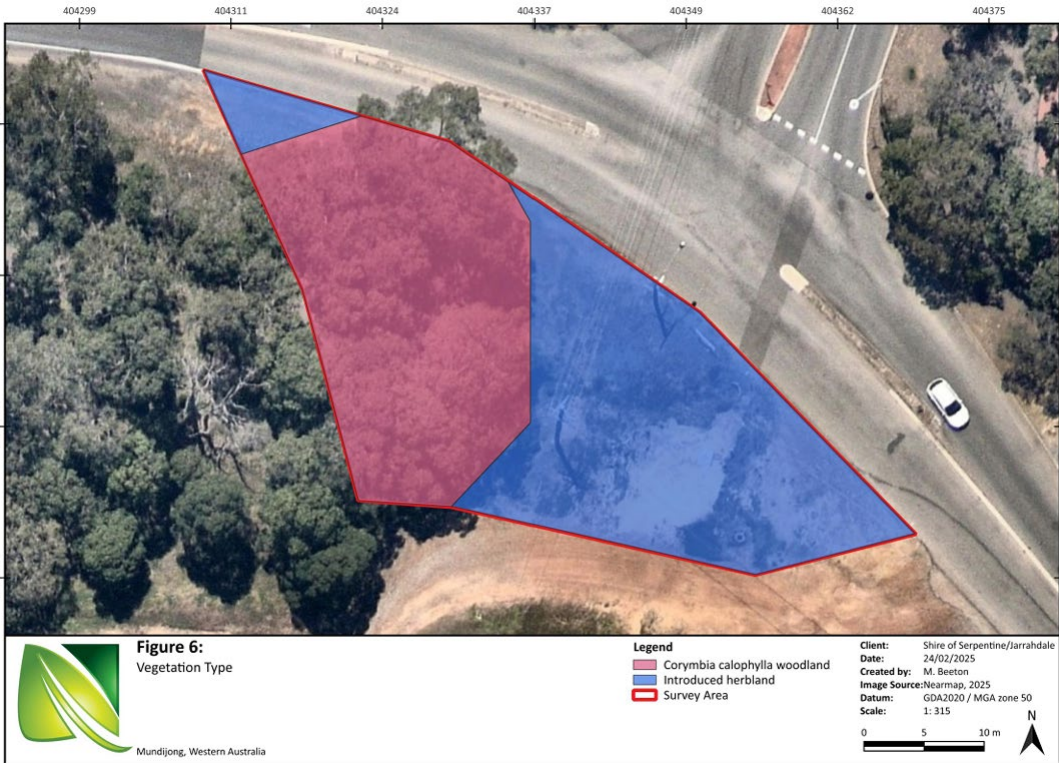 404299 404311 404324 404337 404349 404362 404375
Figure 6:
Vegetation Type
Mundijong, Western Australia
Legend
Corymbia calophylla woodland
Introduced herbland
Survey Area
Client: Shire of Serpentine/Jarrahdale
Date: 24/02/2025
Created by: M. Beeton
Image Source:Nearmap, 2025
Datum: GDA2020 / MGA zone 50
Scale: 1: 315
0 5 10 m
N